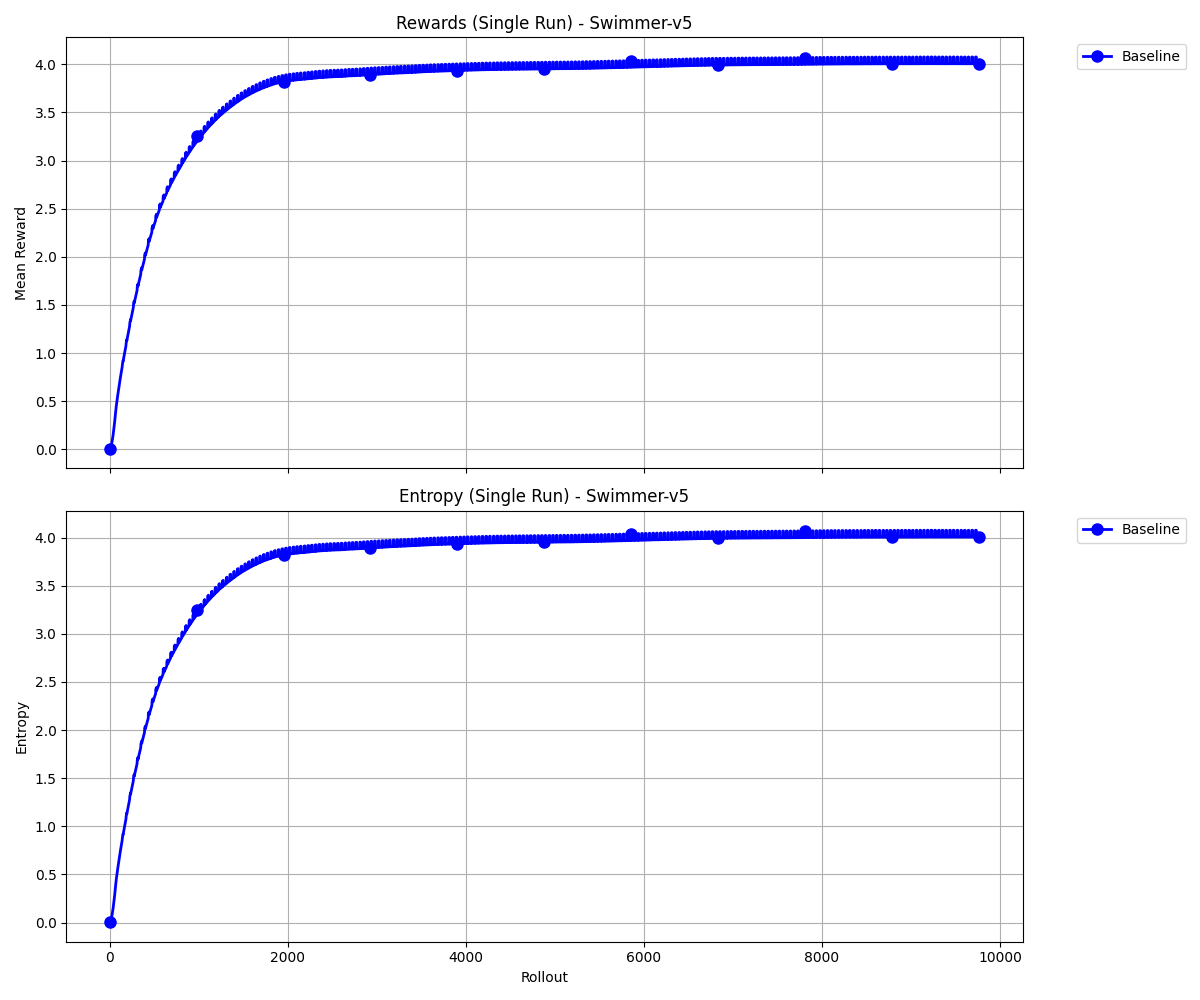 Rewards (Single Run) - Swimmer-v5
Baseline
Mean Reward
4.0
3.5
3.0
2.5
2.0
1.5
1.0
0.5
0.0
Entropy (Single Run) - Swimmer-v5
Baseline
Entropy
4.0
3.5
3.0
2.5
2.0
1.5
1.0
0.5
0.0
0 2000 4000 6000 8000 10000
Rollout